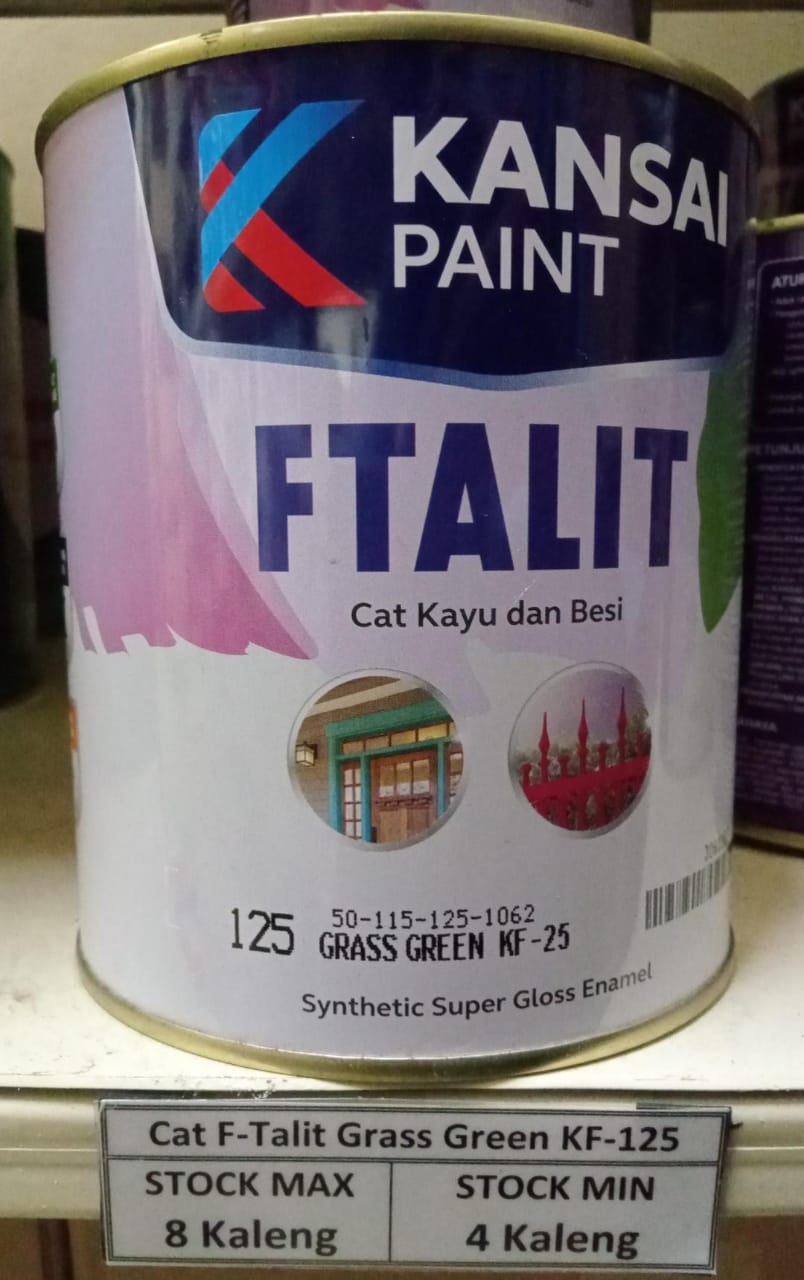 KANSAI
PAINT
FTALIT
Cat Kayu dan Besi
125
50-115-125-1062
GRASS GREEN KF-25
Synthetic Super Gloss Enamel
Cat F-Talit Grass Green KF-125
STOCK MAX
STOCK MIN
8 Kaleng
4 Kaleng